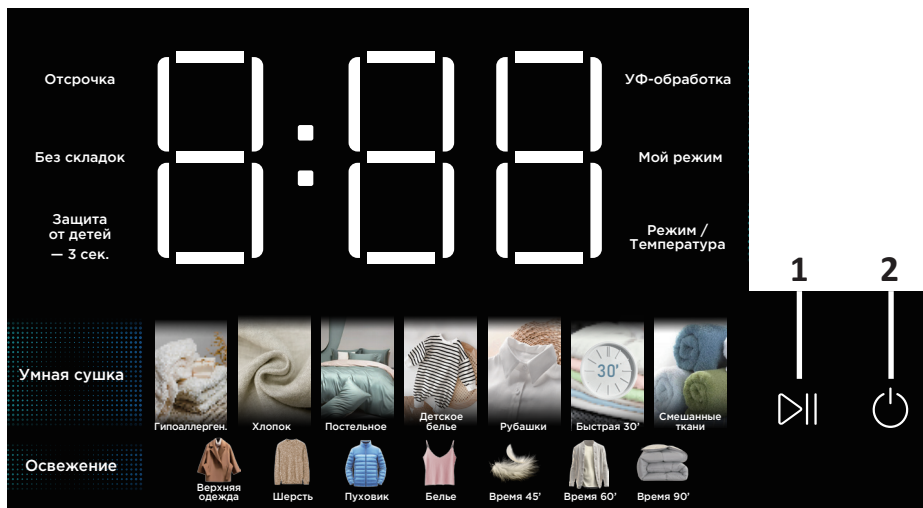 Отсрочка
Без складок
Защита
от детей
— 3 сек.
8:88
УФ-обработка
Мой режим
Режим /
Температура
1
2
Умная сушка
Гипоаллерген.
Хлопок
Постельное
Детское
белье
Рубашки
30'
Быстрая 30'
Смешанные
ткани
Освежение
Верхняя
одежда
Шерсть
Пуховик
Белье
Время 45'
Время 60'
Время 90'